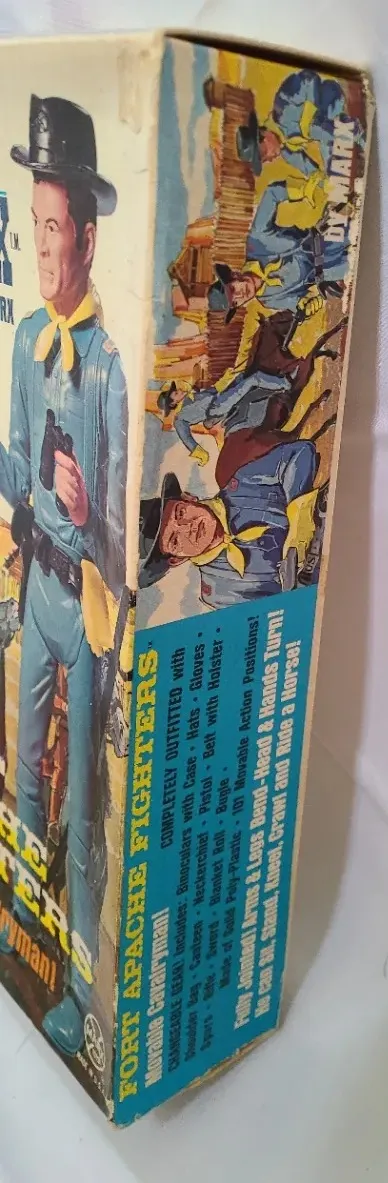 X T.M.
BY MARX
FORT APACHE FIGHTERS
Movable Cavalryman! COMPLETELY OUTFITTED with
CHANGEABLE GEAR! Includes: Binoculars with Case • Hats • Gloves •
Shoulder Bag • Canteen • Neckerchief • Pistol • Belt with Holster •
Spurs • Rifle • Sword • Blanket Roll • Bugle •
Made of Solid Poly-Plastic • 101 Movable Action Positions!
Fully Jointed! Arms & Legs Bend-Head & Hands Turn!
He can Sit, Stand, Kneel, Crawl and Ride a Horse!